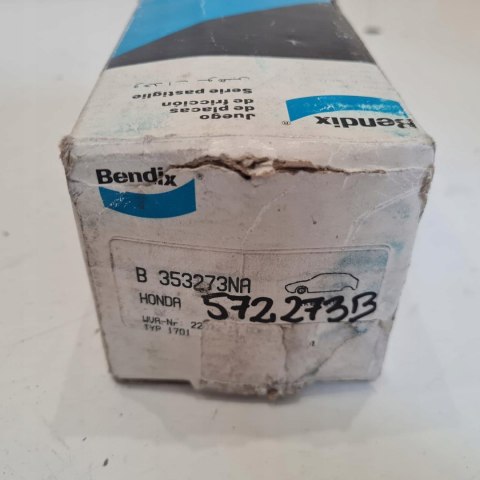 Juego
de placas
de fricción
Serie pastiglie
Bendix
®
Bendix
B 353273NA
HONDA
572273B
WVA-Nr 22
TYP 1701